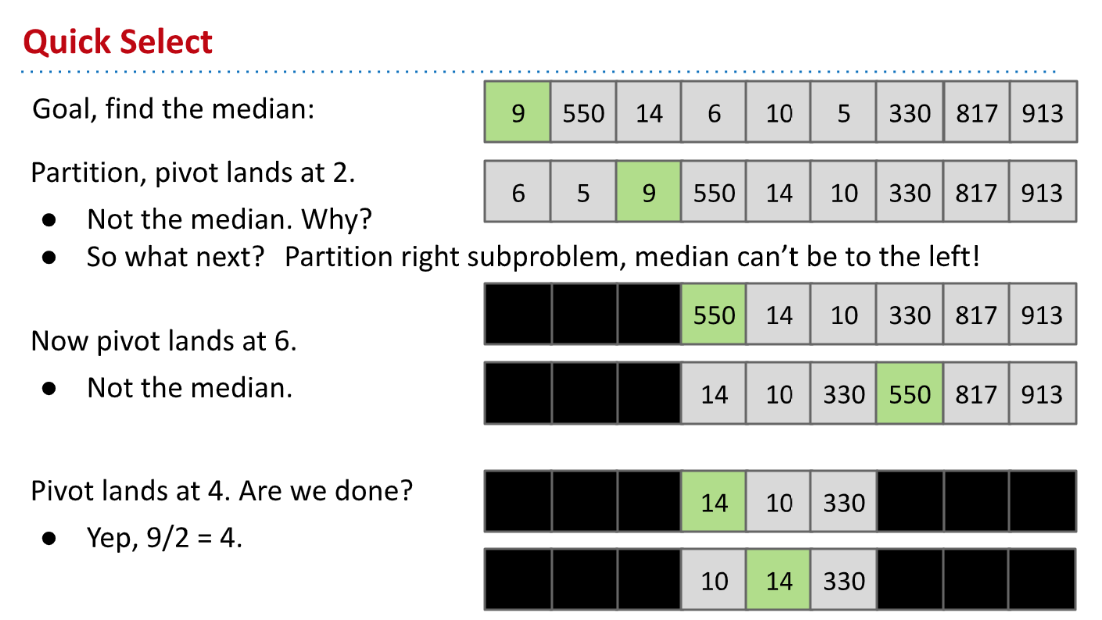 Quick Select
Goal, find the median:
9 550 14 6 10 5 330 817 913
Partition, pivot lands at 2.
6 5 9 550 14 10 330 817 913
● Not the median. Why?
● So what next? Partition right subproblem, median can’t be to the left!
550 14 10 330 817 913
Now pivot lands at 6.
● Not the median.
14 10 330 550 817 913
Pivot lands at 4. Are we done?
14 10 330
● Yep, 9/2 = 4.
10 14 330